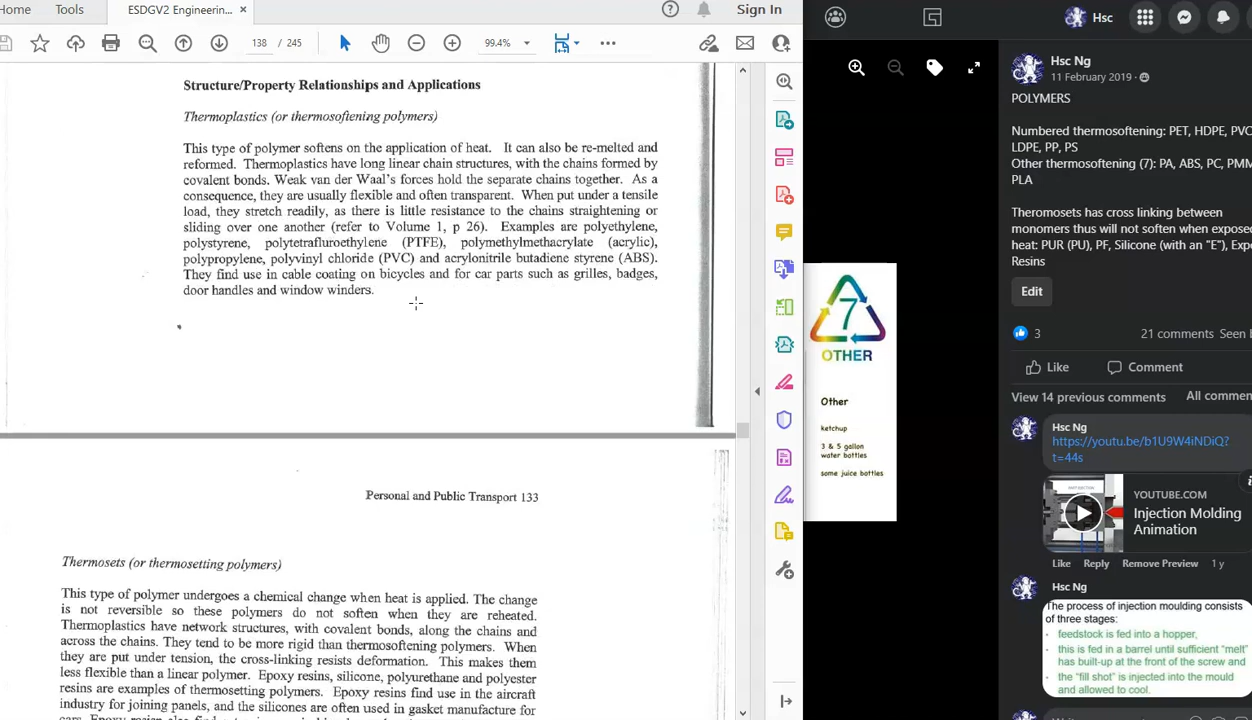 Home
Tools
ESDGV2 Engineerin...
Sign In
138 / 245
99.4%
Structure/Property Relationships and Applications
Thermoplastics (or thermosoftening polymers)
This type of polymer softens on the application of heat. It can also be re-melted and
reformed. Thermoplastics have long linear chain structures, with the chains formed by
covalent bonds. Weak van der Waal's forces hold the separate chains together. As a
consequence, they are usually flexible and often transparent. When put under a tensile
load, they stretch readily, as there is little resistance to the chains straightening or
sliding over one another (refer to Volume 1, p 26). Examples are polyethylene,
polystyrene, polytetrafluroethylene (PTFE), polymethylmethacrylate (acrylic),
polypropylene, polyvinyl chloride (PVC) and acrylonitrile butadiene styrene (ABS).
They find use in cable coating on bicycles and for car parts such as grilles, badges,
door handles and window winders.
Personal and Public Transport 133
Thermosets (or thermosetting polymers)
This type of polymer undergoes a chemical change when heat is applied. The change
is not reversible so these polymers do not soften when they are reheated.
Thermoplastics have network structures, with covalent bonds, along the chains and
across the chains. They tend to be more rigid than thermosoftening polymers. When
they are put under tension, the cross-linking resists deformation. This makes them
less flexible than a linear polymer. Epoxy resins, silicone, polyurethane and polyester
resins are examples of thermosetting polymers. Epoxy resins find use in the aircraft
industry for joining panels, and the silicones are often used in gasket manufacture for
7
OTHER
Other
ketchup
3 & 5 gallon
water bottles
some juice bottles
Hsc
Hsc Ng
11 February 2019
POLYMERS
Numbered thermosoftening: PET, HDPE, PVC
LDPE, PP, PS
Other thermosoftening (7): PA, ABS, PC, PMM
PLA
Theromosets has cross linking between
monomers thus will not soften when exposed
heat: PUR (PU), PF, Silicone (with an "E"), Expo
Resins
Edit
3
21 comments Seen b
Like
Comment
View 14 previous comments
All commen
Hsc Ng
https://youtu.be/b1U9W4iNDiQ?
t=44s
YOUTUBE.COM
Injection Molding
Animation
Like Reply Remove Preview 1 y
Hsc Ng
The process of injection moulding consists
of three stages:
• feedstock is fed into a hopper,
• this is fed in a barrel until sufficient "melt"
has built-up at the front of the screw and
• the "fill shot" is injected into the mould
and allowed to cool.